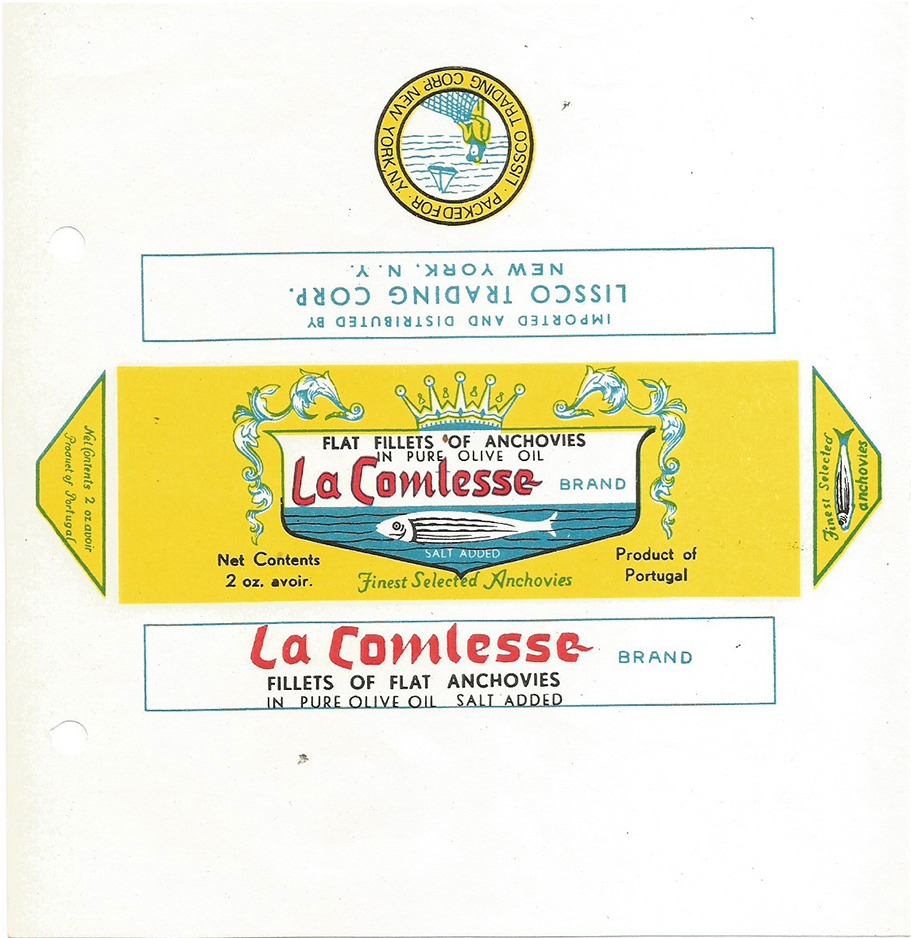 PACKED FOR · LISSCO TRADING CORP. NEW YORK, N.Y. ·
IMPORTED AND DISTRIBUTED BY
LISSCO TRADING CORP.
NEW YORK, N.Y.
Net Contents 2 oz avoir
Product of Portugal
FLAT FILLETS OF ANCHOVIES
IN PURE OLIVE OIL
La Comtesse BRAND
SALT ADDED
Net Contents
2 oz. avoir.
Finest Selected Anchovies
Product of
Portugal
Finest Selected
anchovies
La Comtesse BRAND
FILLETS OF FLAT ANCHOVIES
IN PURE OLIVE OIL SALT ADDED